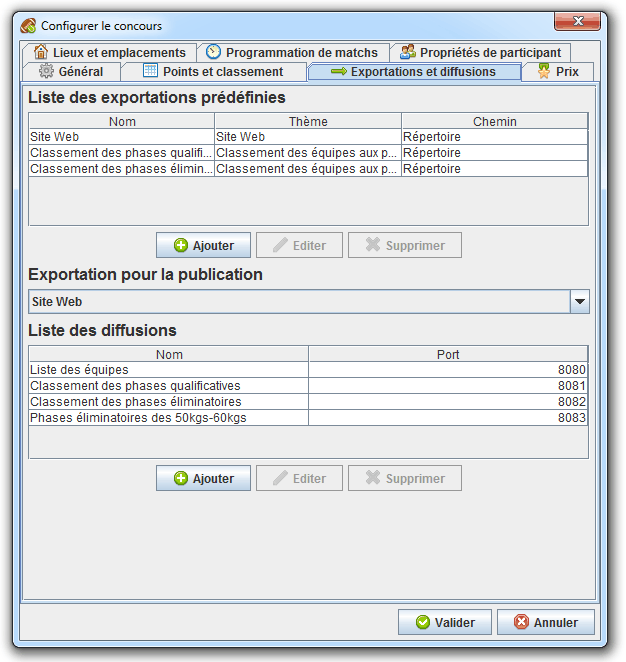 Configurer le concours
Lieux et emplacements Programmation de matchs Propriétés de participant
Général Points et classement Exportations et diffusions Prix
Liste des exportations prédéfinies
Nom Thème Chemin
Site Web Site Web Répertoire
Classement des phases qualifi... Classement des équipes aux p... Répertoire
Classement des phases élimin... Classement des équipes aux p... Répertoire
Ajouter Editer Supprimer
Exportation pour la publication
Site Web
Liste des diffusions
Nom Port
Liste des équipes 8080
Classement des phases qualificatives 8081
Classement des phases éliminatoires 8082
Phases éliminatoires des 50kgs-60kgs 8083
Ajouter Editer Supprimer
Valider Annuler